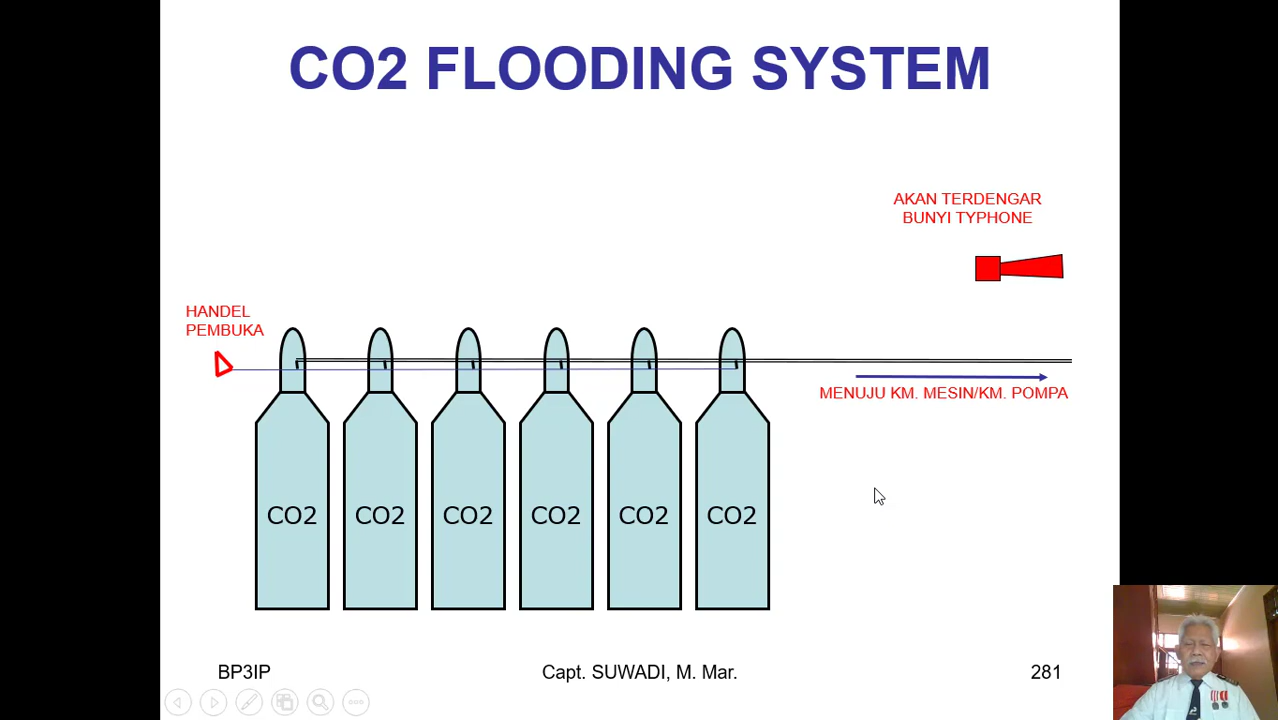 CO2 FLOODING SYSTEM
AKAN TERDENGAR
BUNYI TYPHONE
HANDEL
PEMBUKA
MENUJU KM. MESIN/KM. POMPA
CO2
CO2
CO2
CO2
CO2
CO2
BP3IP
Capt. SUWADI, M. Mar.
281